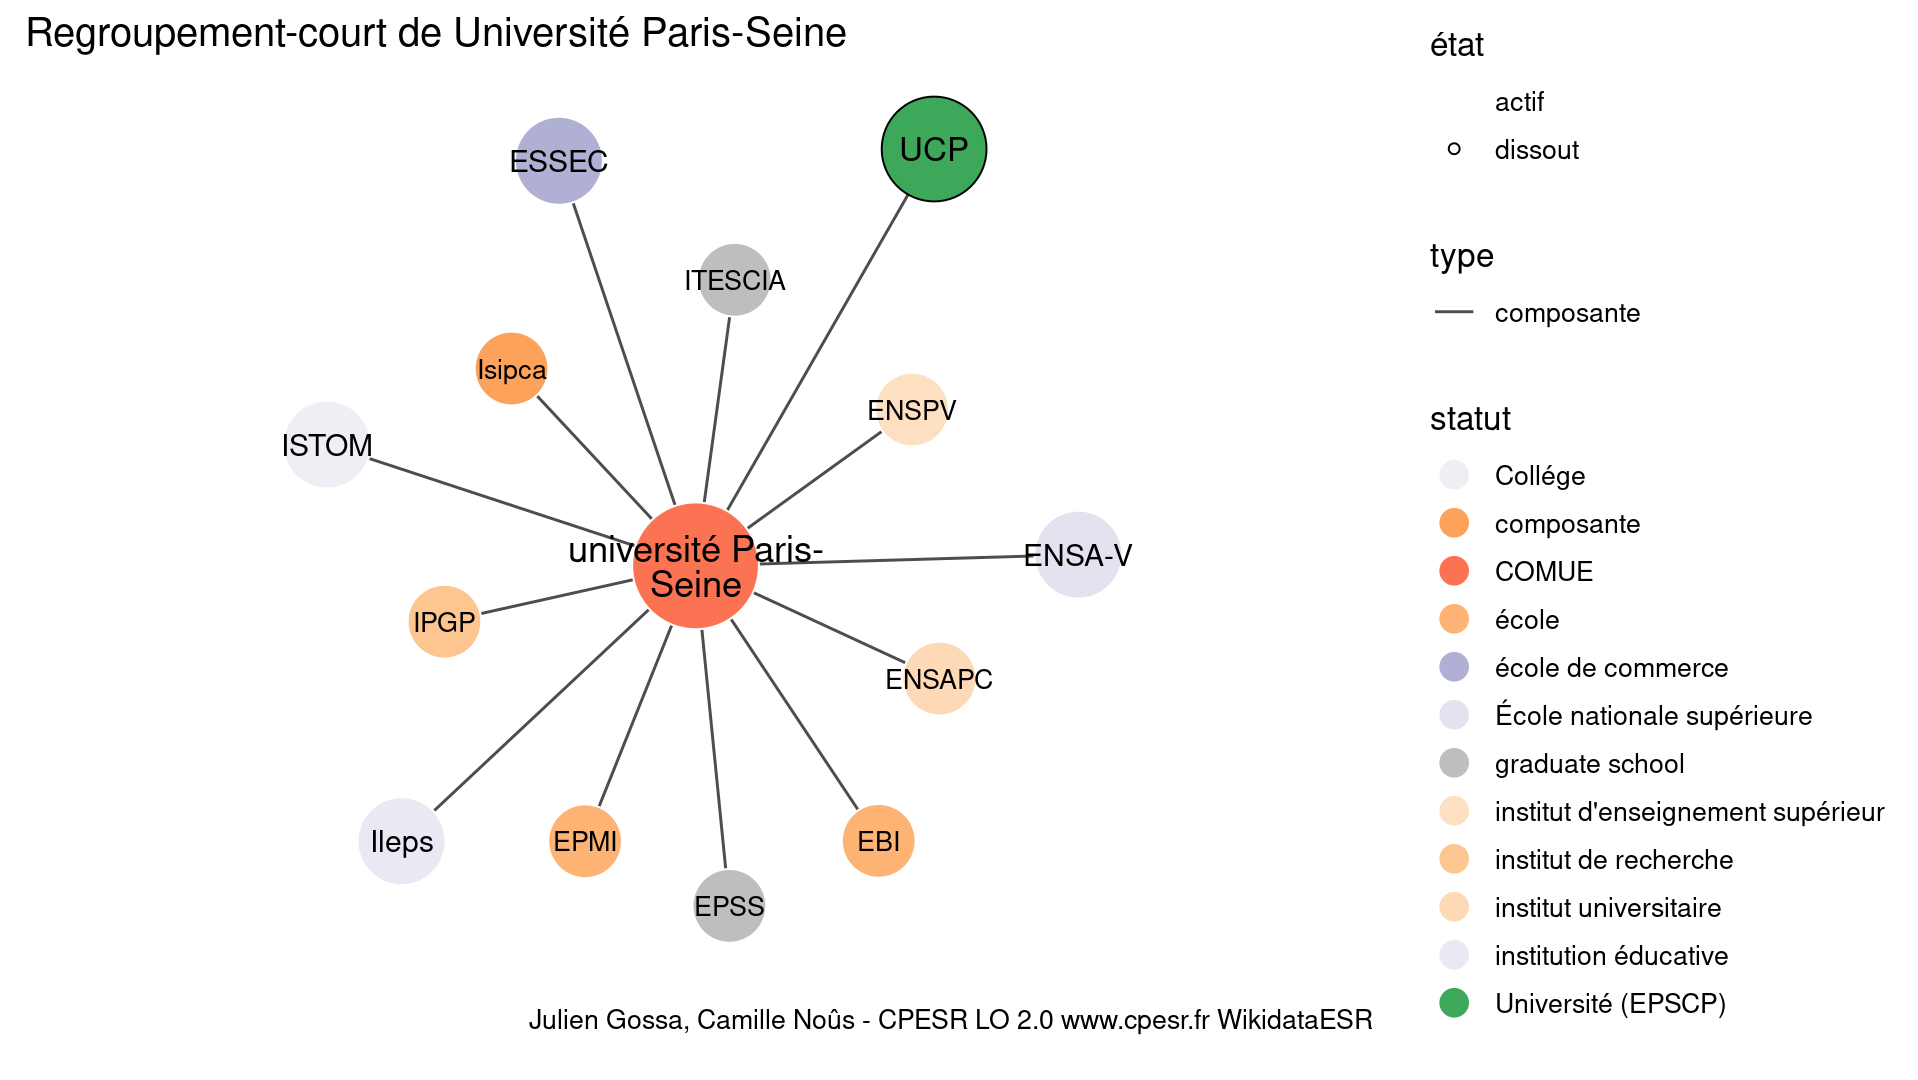 Regroupement-court de Université Paris-Seine
ESSEC
UCP
ITESCIA
Isipca
ENSPV
ISTOM
université Paris-
Seine
ENSA-V
IPGP
ENSAPC
Ileps
EPMI
EBI
EPSS
état
actif
dissout
type
composante
statut
Collége
composante
COMUE
école
école de commerce
École nationale supérieure
graduate school
institut d'enseignement supérieur
institut de recherche
institut universitaire
institution éducative
Université (EPSCP)
Julien Gossa, Camille Noûs - CPESR LO 2.0 www.cpesr.fr WikidataESR